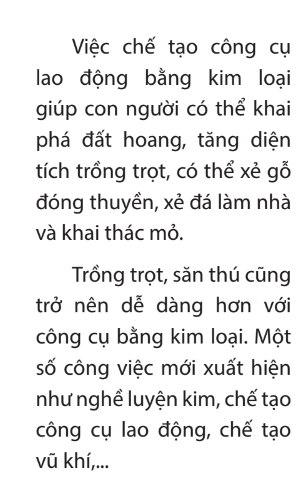 Việc chế tạo công cụ
lao động bằng kim loại
giúp con người có thể khai
phá đất hoang, tăng diện
tích trồng trọt, có thể xẻ gỗ
đóng thuyền, xẻ đá làm nhà
và khai thác mỏ.
Trồng trọt, săn thú cũng
trở nên dễ dàng hơn với
công cụ bằng kim loại. Một
số công việc mới xuất hiện
như nghề luyện kim, chế tạo
công cụ lao động, chế tạo
vũ khí,...